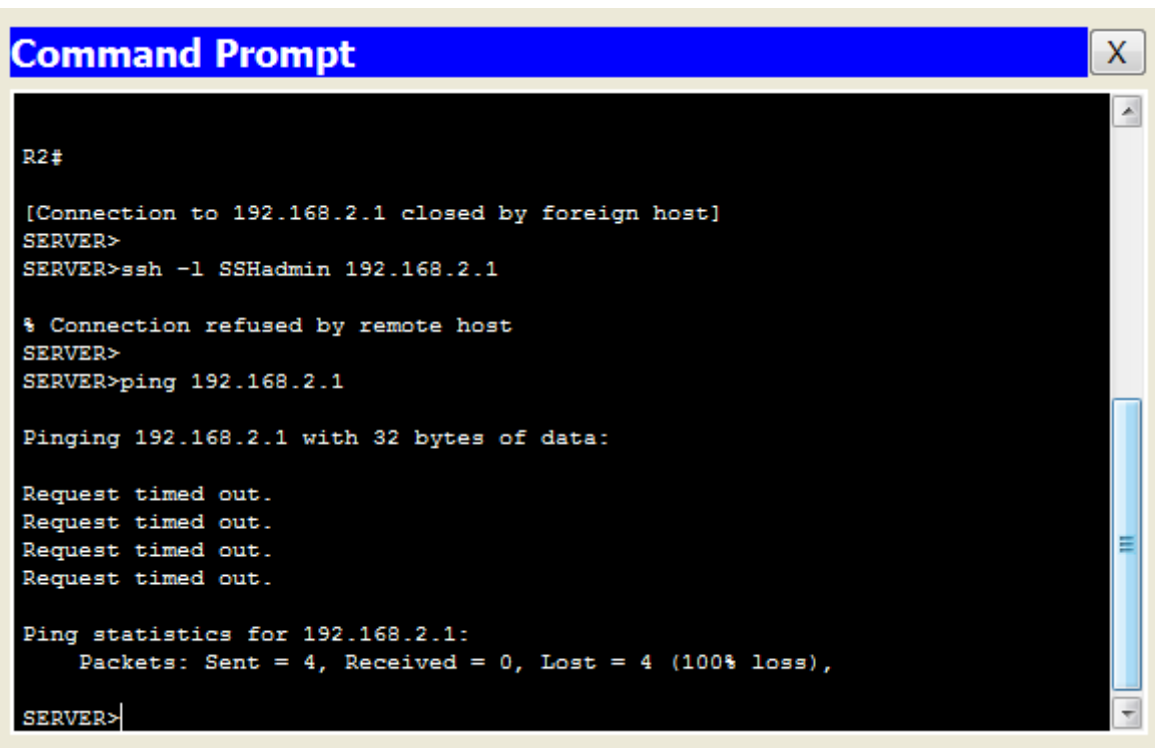 Command Prompt
X
R2#
[Connection to 192.168.2.1 closed by foreign host]
SERVER>
SERVER>ssh -l SSHadmin 192.168.2.1
% Connection refused by remote host
SERVER>
SERVER>ping 192.168.2.1
Pinging 192.168.2.1 with 32 bytes of data:
Request timed out.
Request timed out.
Request timed out.
Request timed out.
Ping statistics for 192.168.2.1:
Packets: Sent = 4, Received = 0, Lost = 4 (100% loss),
SERVER>